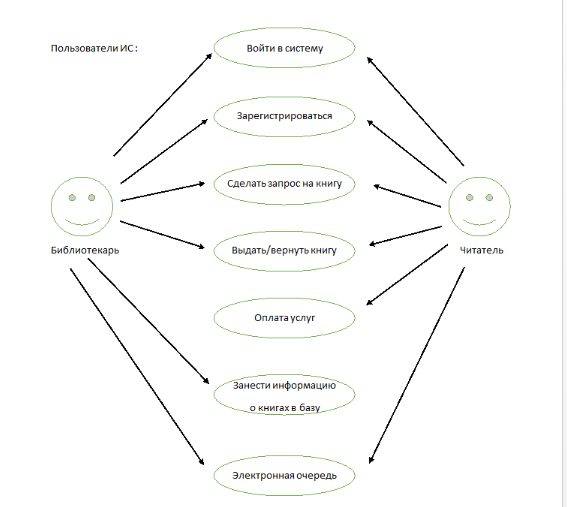 Пользователи ИС:
Войти в систему
Зарегистрироваться
Сделать запрос на книгу
Библиотекарь
Выдать/вернуть книгу
Читатель
Оплата услуг
Занести информацию
о книгах в базу
Электронная очередь